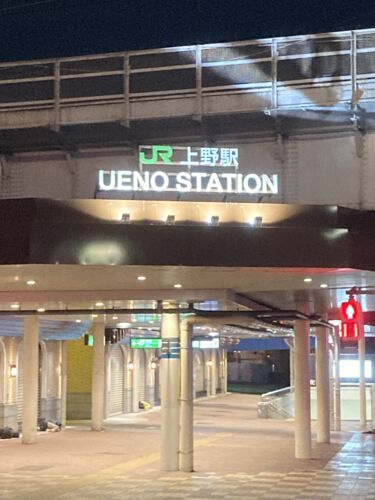 JR 上野駅
UENO STATION